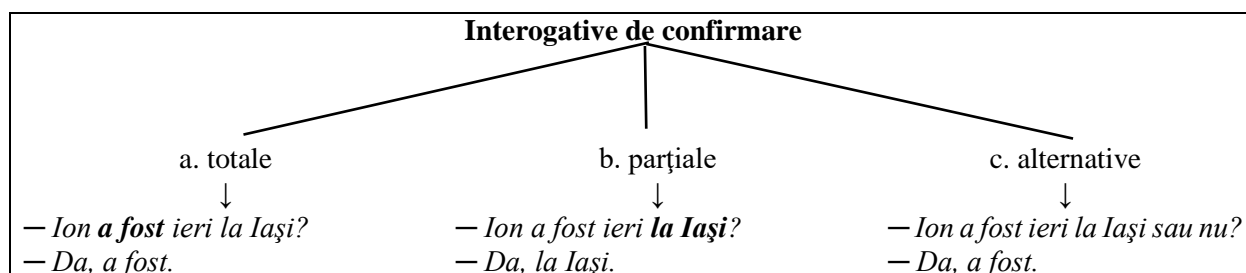 Interogative de confirmare
a. totale
b. parţiale
c. alternative
↓
↓
↓
─ Ion a fost ieri la Iaşi?
─ Ion a fost ieri la Iaşi?
─ Ion a fost ieri la Iaşi sau nu?
─ Da, a fost.
─ Da, la Iaşi.
─ Da, a fost.